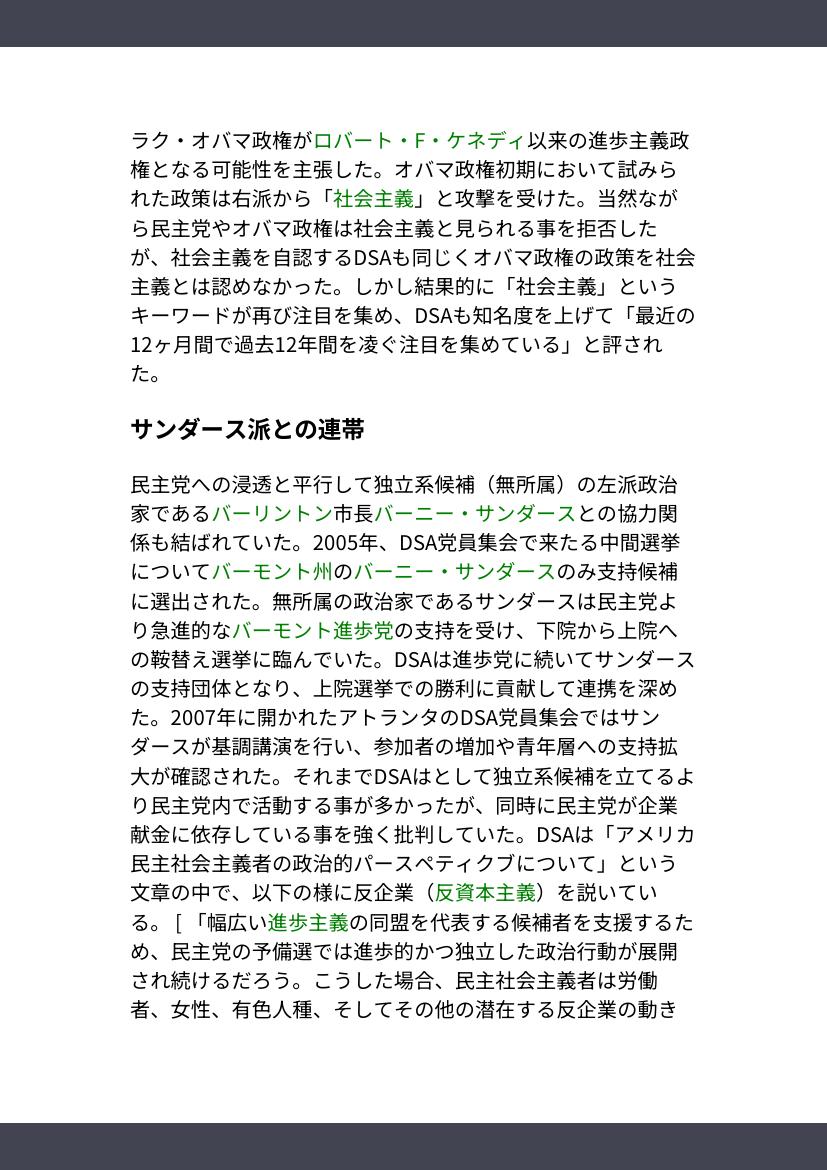 ラク・オバマ政権がロバート・F・ケネディ以来の進歩主義政
権となる可能性を主張した。オバマ政権初期において試みら
れた政策は右派から「社会主義」と攻撃を受けた。当然なが
ら民主党やオバマ政権は社会主義と見られる事を拒否した
が、社会主義を自認するDSAも同じくオバマ政権の政策を社会
主義とは認めなかった。しかし結果的に「社会主義」という
キーワードが再び注目を集め、DSAも知名度を上げて「最近の
12ヶ月間で過去12年間を凌ぐ注目を集めている」と評され
た。
サンダース派との連帯
民主党への浸透と平行して独立系候補（無所属）の左派政治
家であるバーリントン市長バーニー・サンダースとの協力関
係も結ばれていた。2005年、DSA党員集会で来たる中間選挙
についてバーモント州のバーニー・サンダースのみ支持候補
に選出された。無所属の政治家であるサンダースは民主党よ
り急進的なバーモント進歩党の支持を受け、下院から上院へ
の鞍替え選挙に臨んでいた。DSAは進歩党に続いてサンダース
の支持団体となり、上院選挙での勝利に貢献して連携を深め
た。2007年に開かれたアトランタのDSA党員集会ではサン
ダースが基調講演を行い、参加者の増加や青年層への支持拡
大が確認された。それまでDSAはとして独立系候補を立てるよ
り民主党内で活動する事が多かったが、同時に民主党が企業
献金に依存している事を強く批判していた。DSAは「アメリカ
民主社会主義者の政治的パースペティクブについて」という
文章の中で、以下の様に反企業（反資本主義）を説いてい
る。［「幅広い進歩主義の同盟を代表する候補者を支援するた
め、民主党の予備選では進歩的かつ独立した政治行動が展開
され続けるだろう。こうした場合、民主社会主義者は労働
者、女性、有色人種、そしてその他の潜在する反企業の動き